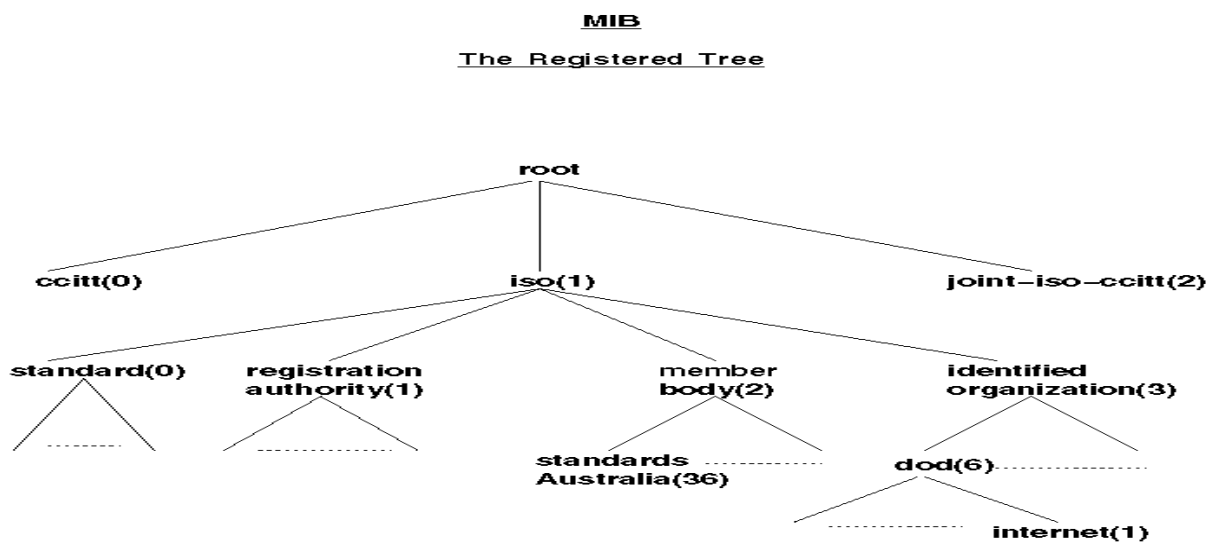 MIB
The Registered Tree
root
ccitt(0)
iso(1)
joint-iso-ccitt(2)
standard(0)
registration
authority(1)
member
body(2)
identified
organization(3)
standards
Australia(36)
dod(6)
internet(1)